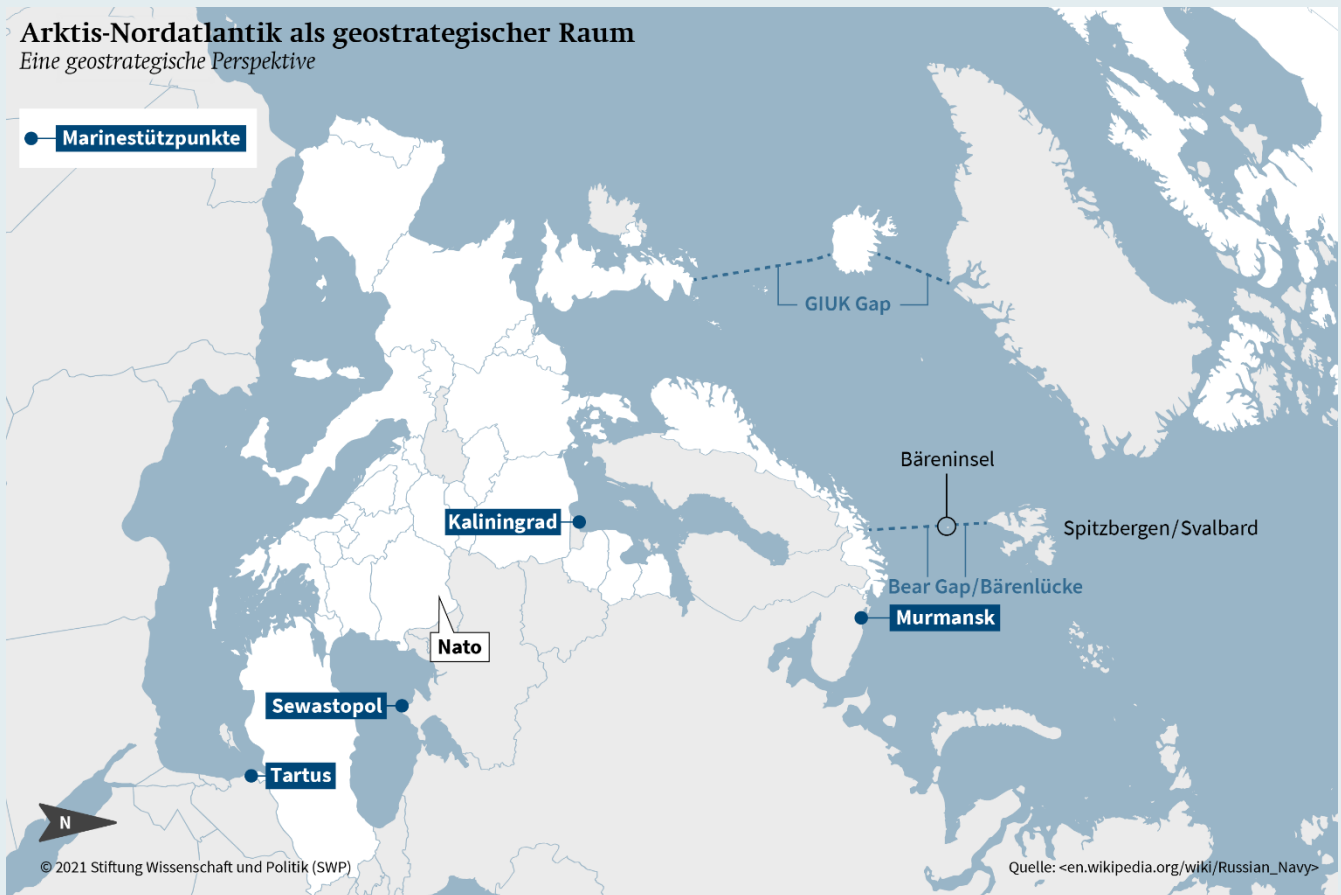 Arktis-Nordatlantik als geostrategischer Raum
Eine geostrategische Perspektive
Marinestützpunkte
GIUK Gap
Bäreninsel
Kaliningrad
Spitzbergen/Svalbard
Bear Gap/Bärenlücke
Murmansk
Nato
Sewastopol
Tartus
N
© 2021 Stiftung Wissenschaft und Politik (SWP)
Quelle: <en.wikipedia.org/wiki/Russian_Navy>